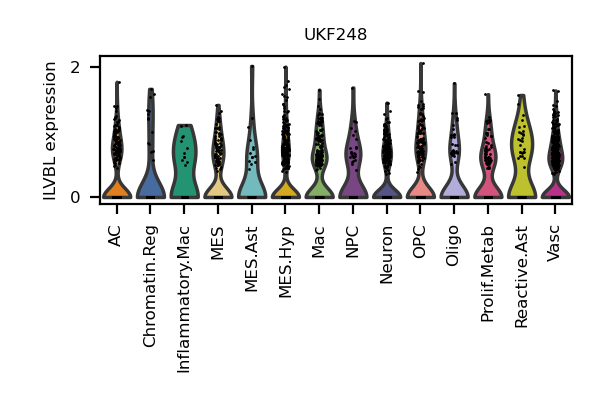 UKF248
ILVBL expression
2
0
AC
Chromatin.Reg
Inflammatory.Mac
MES
MES.Ast
MES.Hyp
Mac
NPC
Neuron
OPC
Oligo
Prolif.Metab
Reactive.Ast
Vasc